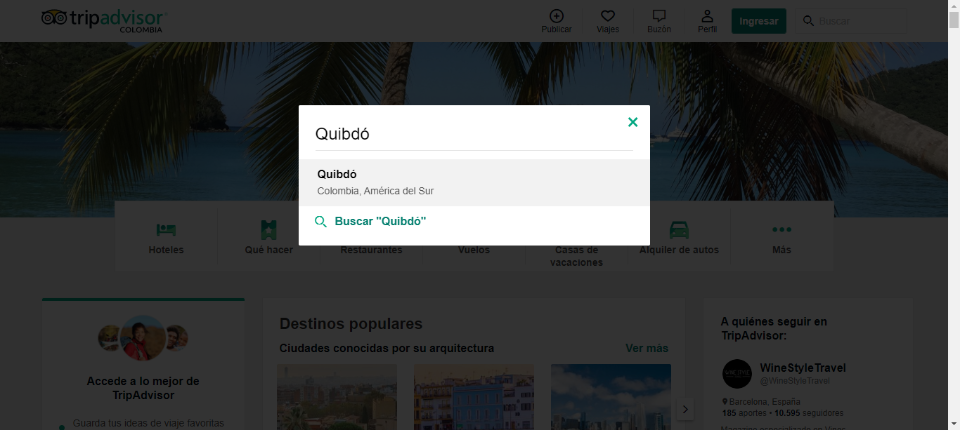 tripadvisor
COLOMBIA
Publicar
Viajes
Buzón
Perfil
Ingresar
Buscar
Quibdó
Quibdó
Colombia, América del Sur
Buscar "Quibdó"
Hoteles
Qué hacer
Restaurantes
Vuelos
Casas de
vacaciones
Alquiler de autos
Más
Accede a lo mejor de
TripAdvisor
Guarda tus ideas de viaje favoritas
Destinos populares
Ciudades conocidas por su arquitectura
Ver más
A quiénes seguir en
TripAdvisor:
WineStyleTravel
@WineStyleTravel
Barcelona, España
185 aportes • 10.595 seguidores